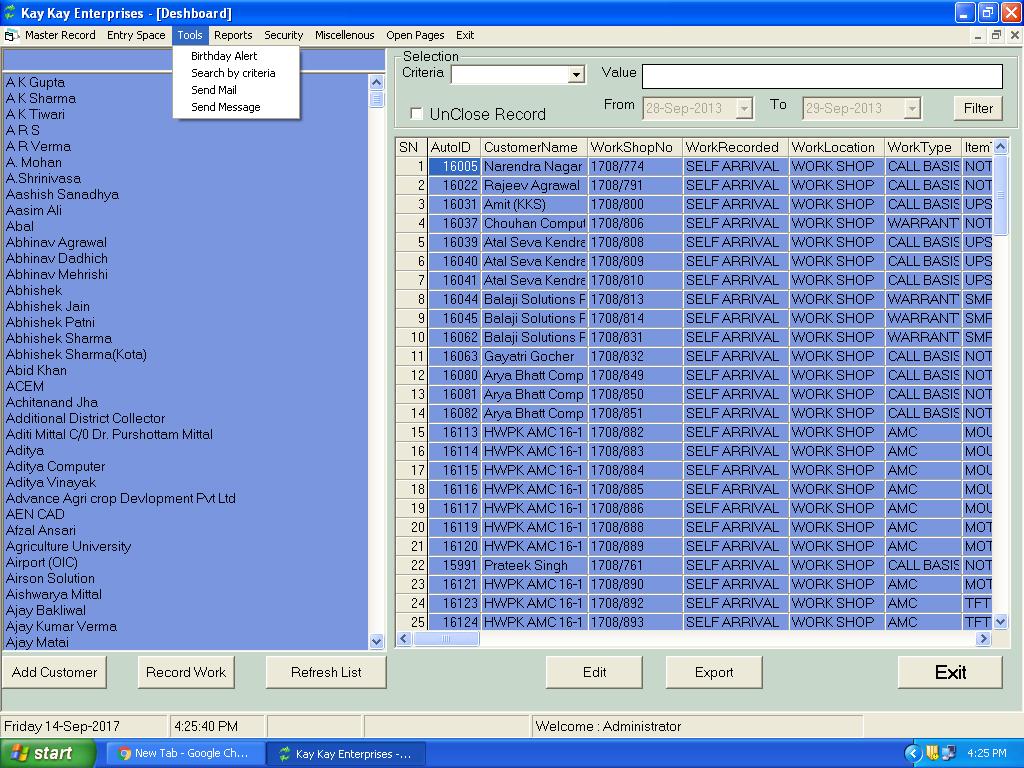 Kay Kay Enterprises - [Deshboard]
Master Record Entry Space Tools Reports Security Miscellenous Open Pages Exit
Birthday Alert
Search by criteria
Send Mail
Send Message
A K Gupta
A K Sharma
A K Tiwari
A R S
A R Verma
A. Mohan
A.Shrinivasa
Aashish Sanadhya
Aasim Ali
Abal
Abhinav Agrawal
Abhinav Dadhich
Abhinav Mehrishi
Abhishek
Abhishek Jain
Abhishek Patni
Abhishek Sharma
Abhishek Sharma(Kota)
Abid Khan
ACEM
Achitanand Jha
Additional District Collector
Aditi Mittal C/0 Dr. Purshottam Mittal
Aditya
Aditya Computer
Aditya Vinayak
Advance Agri crop Devlopment Pvt Ltd
AEN CAD
Afzal Ansari
Agriculture University
Airport (OIC)
Airson Solution
Aishwarya Mittal
Ajay Bakliwal
Ajay Kumar Verma
Ajay Matai
Selection
Criteria Value
UnClose Record From 28-Sep-2013 To 29-Sep-2013 Filter
SN AutoID CustomerName WorkShopNo WorkRecorded WorkLocation WorkType ItemT
1 16005 Narendra Nagar 1708/774 SELF ARRIVAL WORK SHOP CALL BASIS NOT
2 16022 Rajeev Agrawal 1708/791 SELF ARRIVAL WORK SHOP CALL BASIS NOT
3 16031 Amit (KKS) 1708/800 SELF ARRIVAL WORK SHOP CALL BASIS UPS
4 16037 Chouhan Comput 1708/806 SELF ARRIVAL WORK SHOP WARRANT NOT
5 16039 Atal Seva Kendra 1708/808 SELF ARRIVAL WORK SHOP CALL BASIS UPS
6 16040 Atal Seva Kendra 1708/809 SELF ARRIVAL WORK SHOP CALL BASIS UPS
7 16041 Atal Seva Kendra 1708/810 SELF ARRIVAL WORK SHOP CALL BASIS UPS
8 16044 Balaji Solutions P 1708/813 SELF ARRIVAL WORK SHOP WARRANT SMP
9 16045 Balaji Solutions P 1708/814 SELF ARRIVAL WORK SHOP WARRANT SMP
10 16062 Balaji Solutions P 1708/831 SELF ARRIVAL WORK SHOP WARRANT SMP
11 16063 Gayatri Gocher 1708/832 SELF ARRIVAL WORK SHOP CALL BASIS NOT
12 16080 Arya Bhatt Comp 1708/849 SELF ARRIVAL WORK SHOP CALL BASIS NOT
13 16081 Arya Bhatt Comp 1708/850 SELF ARRIVAL WORK SHOP CALL BASIS NOT
14 16082 Arya Bhatt Comp 1708/851 SELF ARRIVAL WORK SHOP CALL BASIS NOT
15 16113 HWPK AMC 16-1 1708/882 SELF ARRIVAL WORK SHOP AMC MOU
16 16114 HWPK AMC 16-1 1708/883 SELF ARRIVAL WORK SHOP AMC MOU
17 16115 HWPK AMC 16-1 1708/884 SELF ARRIVAL WORK SHOP AMC MOU
18 16116 HWPK AMC 16-1 1708/885 SELF ARRIVAL WORK SHOP AMC MOU
19 16117 HWPK AMC 16-1 1708/886 SELF ARRIVAL WORK SHOP AMC MOU
20 16119 HWPK AMC 16-1 1708/888 SELF ARRIVAL WORK SHOP AMC MOT
21 16120 HWPK AMC 16-1 1708/889 SELF ARRIVAL WORK SHOP AMC MOT
22 15991 Prateek Singh 1708/761 SELF ARRIVAL WORK SHOP CALL BASIS NOT
23 16121 HWPK AMC 16-1 1708/890 SELF ARRIVAL WORK SHOP AMC MOT
24 16123 HWPK AMC 16-1 1708/892 SELF ARRIVAL WORK SHOP AMC TFT
25 16124 HWPK AMC 16-1 1708/893 SELF ARRIVAL WORK SHOP AMC TFT
Add Customer Record Work Refresh List Edit Export Exit
Friday 14-Sep-2017 4:25:40 PM Welcome : Administrator
start New Tab - Google Ch... Kay Kay Enterprises -... 4:25 PM